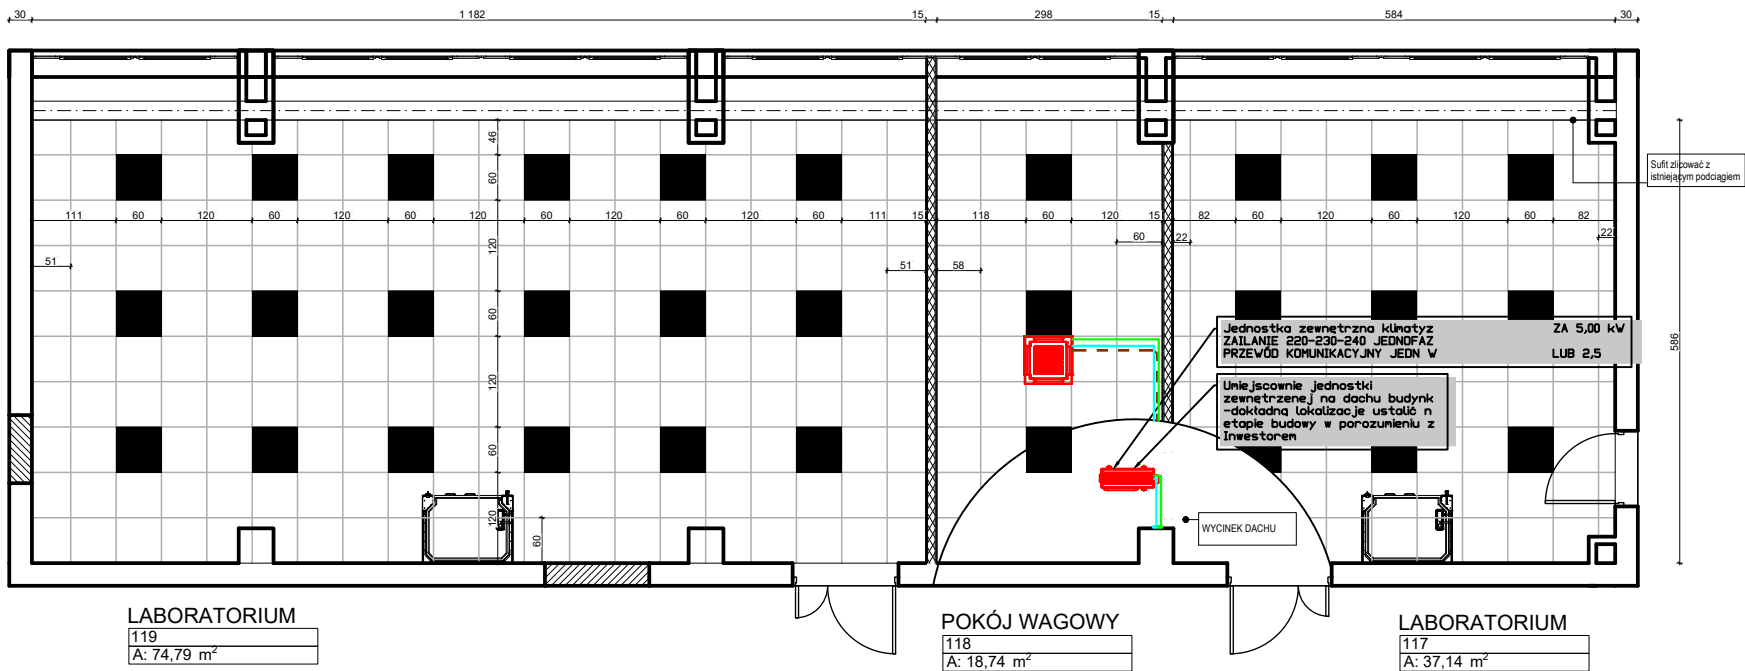 30 1 182 15 298 15 584 30
46
60
Sufit zlicować z
istniejącym podciągiem
111 60 120 60 120 60 120 60 120 60 120 60 111 15 118 60 120 15 82 60 120 60 120 60 82
120
60 22 22
51 51 58
60
586
Jednostka zewnętrzna klimatyz ZA 5,00 kW
ZAILANIE 220-230-240 JEDNOFAZ
PRZEWÓD KOMUNIKACYJNY JEDN W LUB 2,5
120
Umiejscownie jednostki
zewnętrzenej na dachu budynk
-dokładną lokalizacje ustalić n
etapie budowy w porozumieniu z
Inwestorem
60
120
60
WYCINEK DACHU
LABORATORIUM
119
A: 74,79 m²
POKÓJ WAGOWY
118
A: 18,74 m²
LABORATORIUM
117
A: 37,14 m²